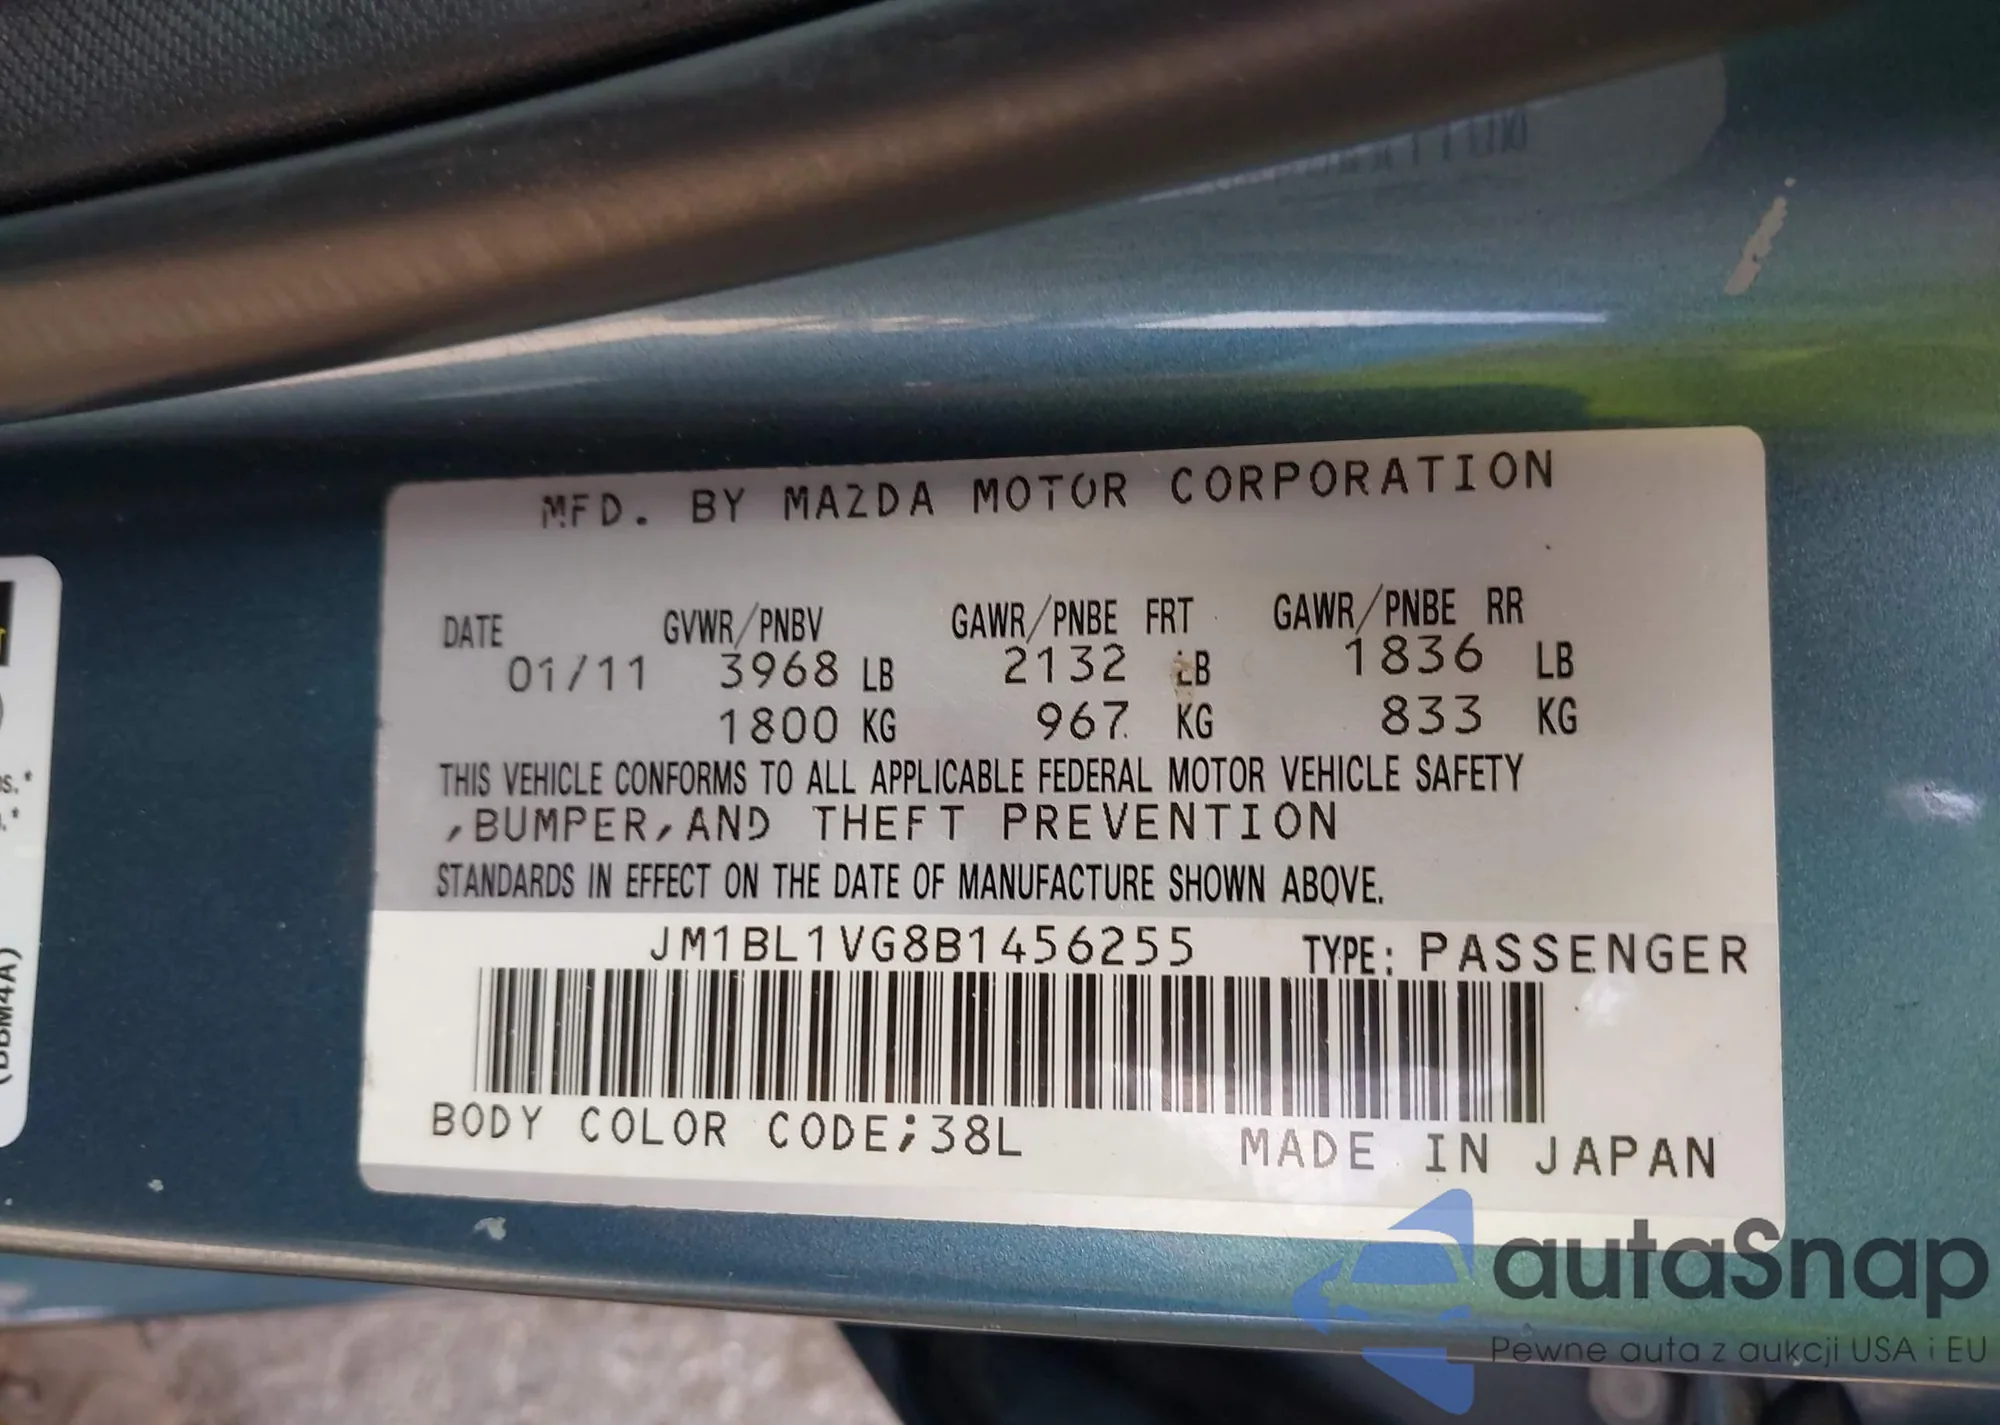 MFD. BY MAZDA MOTOR CORPORATION
DATE GVWR/PNBV GAWR/PNBE FRT GAWR/PNBE RR
01/11 3968 LB 2132 LB 1836 LB
1800 KG 967 KG 833 KG
THIS VEHICLE CONFORMS TO ALL APPLICABLE FEDERAL MOTOR VEHICLE SAFETY
,BUMPER,AND THEFT PREVENTION
STANDARDS IN EFFECT ON THE DATE OF MANUFACTURE SHOWN ABOVE.
JM1BL1VG8B1456255 TYPE: PASSENGER
BODY COLOR CODE;38L MADE IN JAPAN
(BBM4A)
autaSnap
Pewne auta z aukcji USA i EU